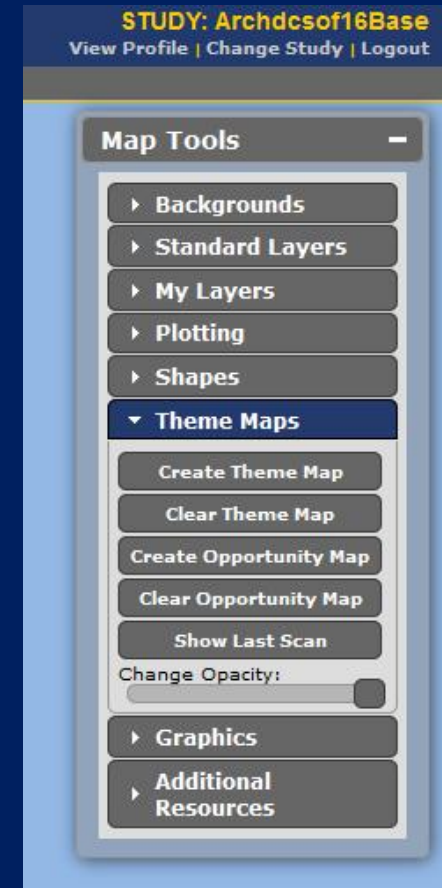 STUDY: Archdcsof16Base
View Profile | Change Study | Logout
Map Tools
Backgrounds
Standard Layers
My Layers
Plotting
Shapes
Theme Maps
Create Theme Map
Clear Theme Map
Create Opportunity Map
Clear Opportunity Map
Show Last Scan
Change Opacity:
Graphics
Additional
Resources